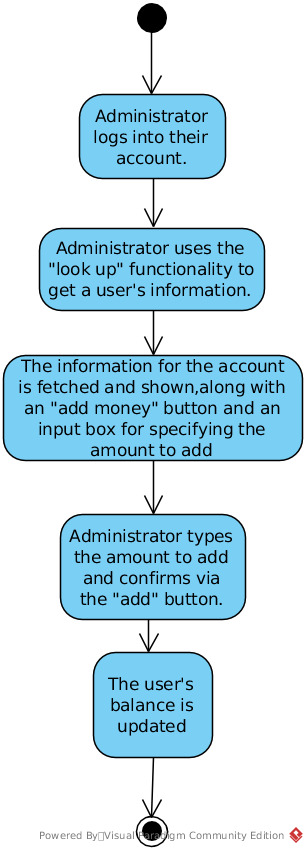 Administrator
logs into their
account.
Administrator uses the
"look up" functionality to
get a user's information.
The information for the account
is fetched and shown,along with
an "add money" button and an
input box for specifying the
amount to add
Administrator types
the amount to add
and confirms via
the "add" button.
The user's
balance is
updated
Powered By Visual Paradigm Community Edition